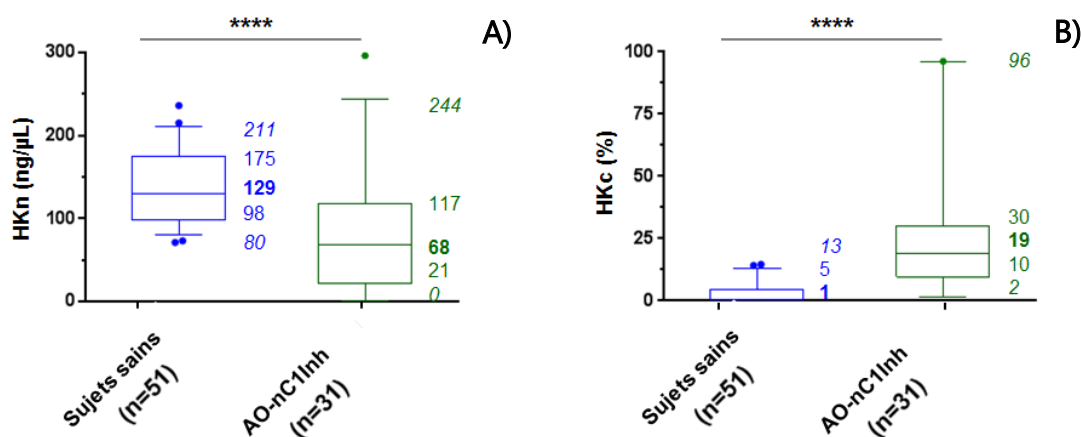 ****
A)
HKn (ng/µL)
300
200
100
0
211
175
129
98
80
244
117
68
21
0
Sujets sains
(n=51)
AO-nC1Inh
(n=31)
****
B)
HKc (%)
100
75
50
25
0
13
5
1
96
30
19
10
2
Sujets sains
(n=51)
AO-nC1Inh
(n=31)